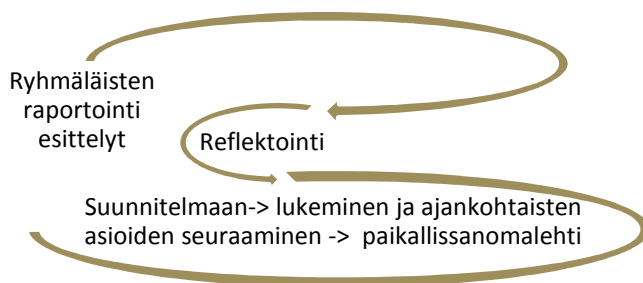 Ryhmäläisten
raportointi
esittelyt
Reflektointi
Suunnitelmaan-> lukeminen ja ajankohtaisten
asioiden seuraaminen -> paikallissanomalehti